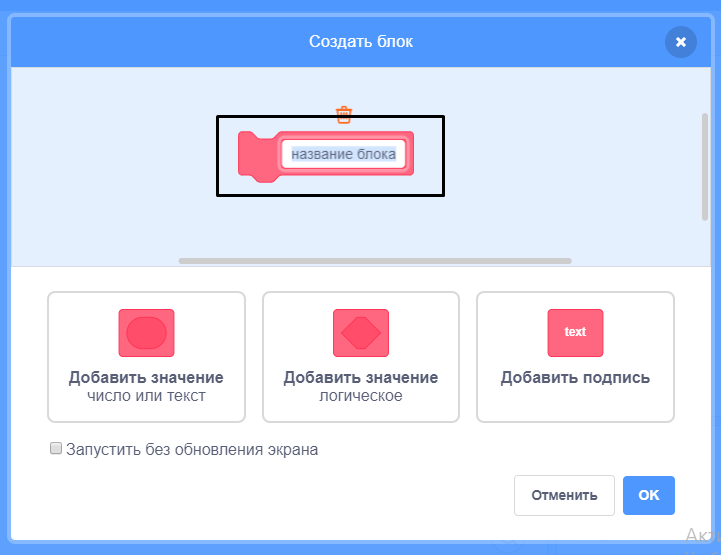 Создать блок
название блока
text
Добавить значение
число или текст
Добавить значение
логическое
Добавить подпись
Запустить без обновления экрана
Отменить
OK